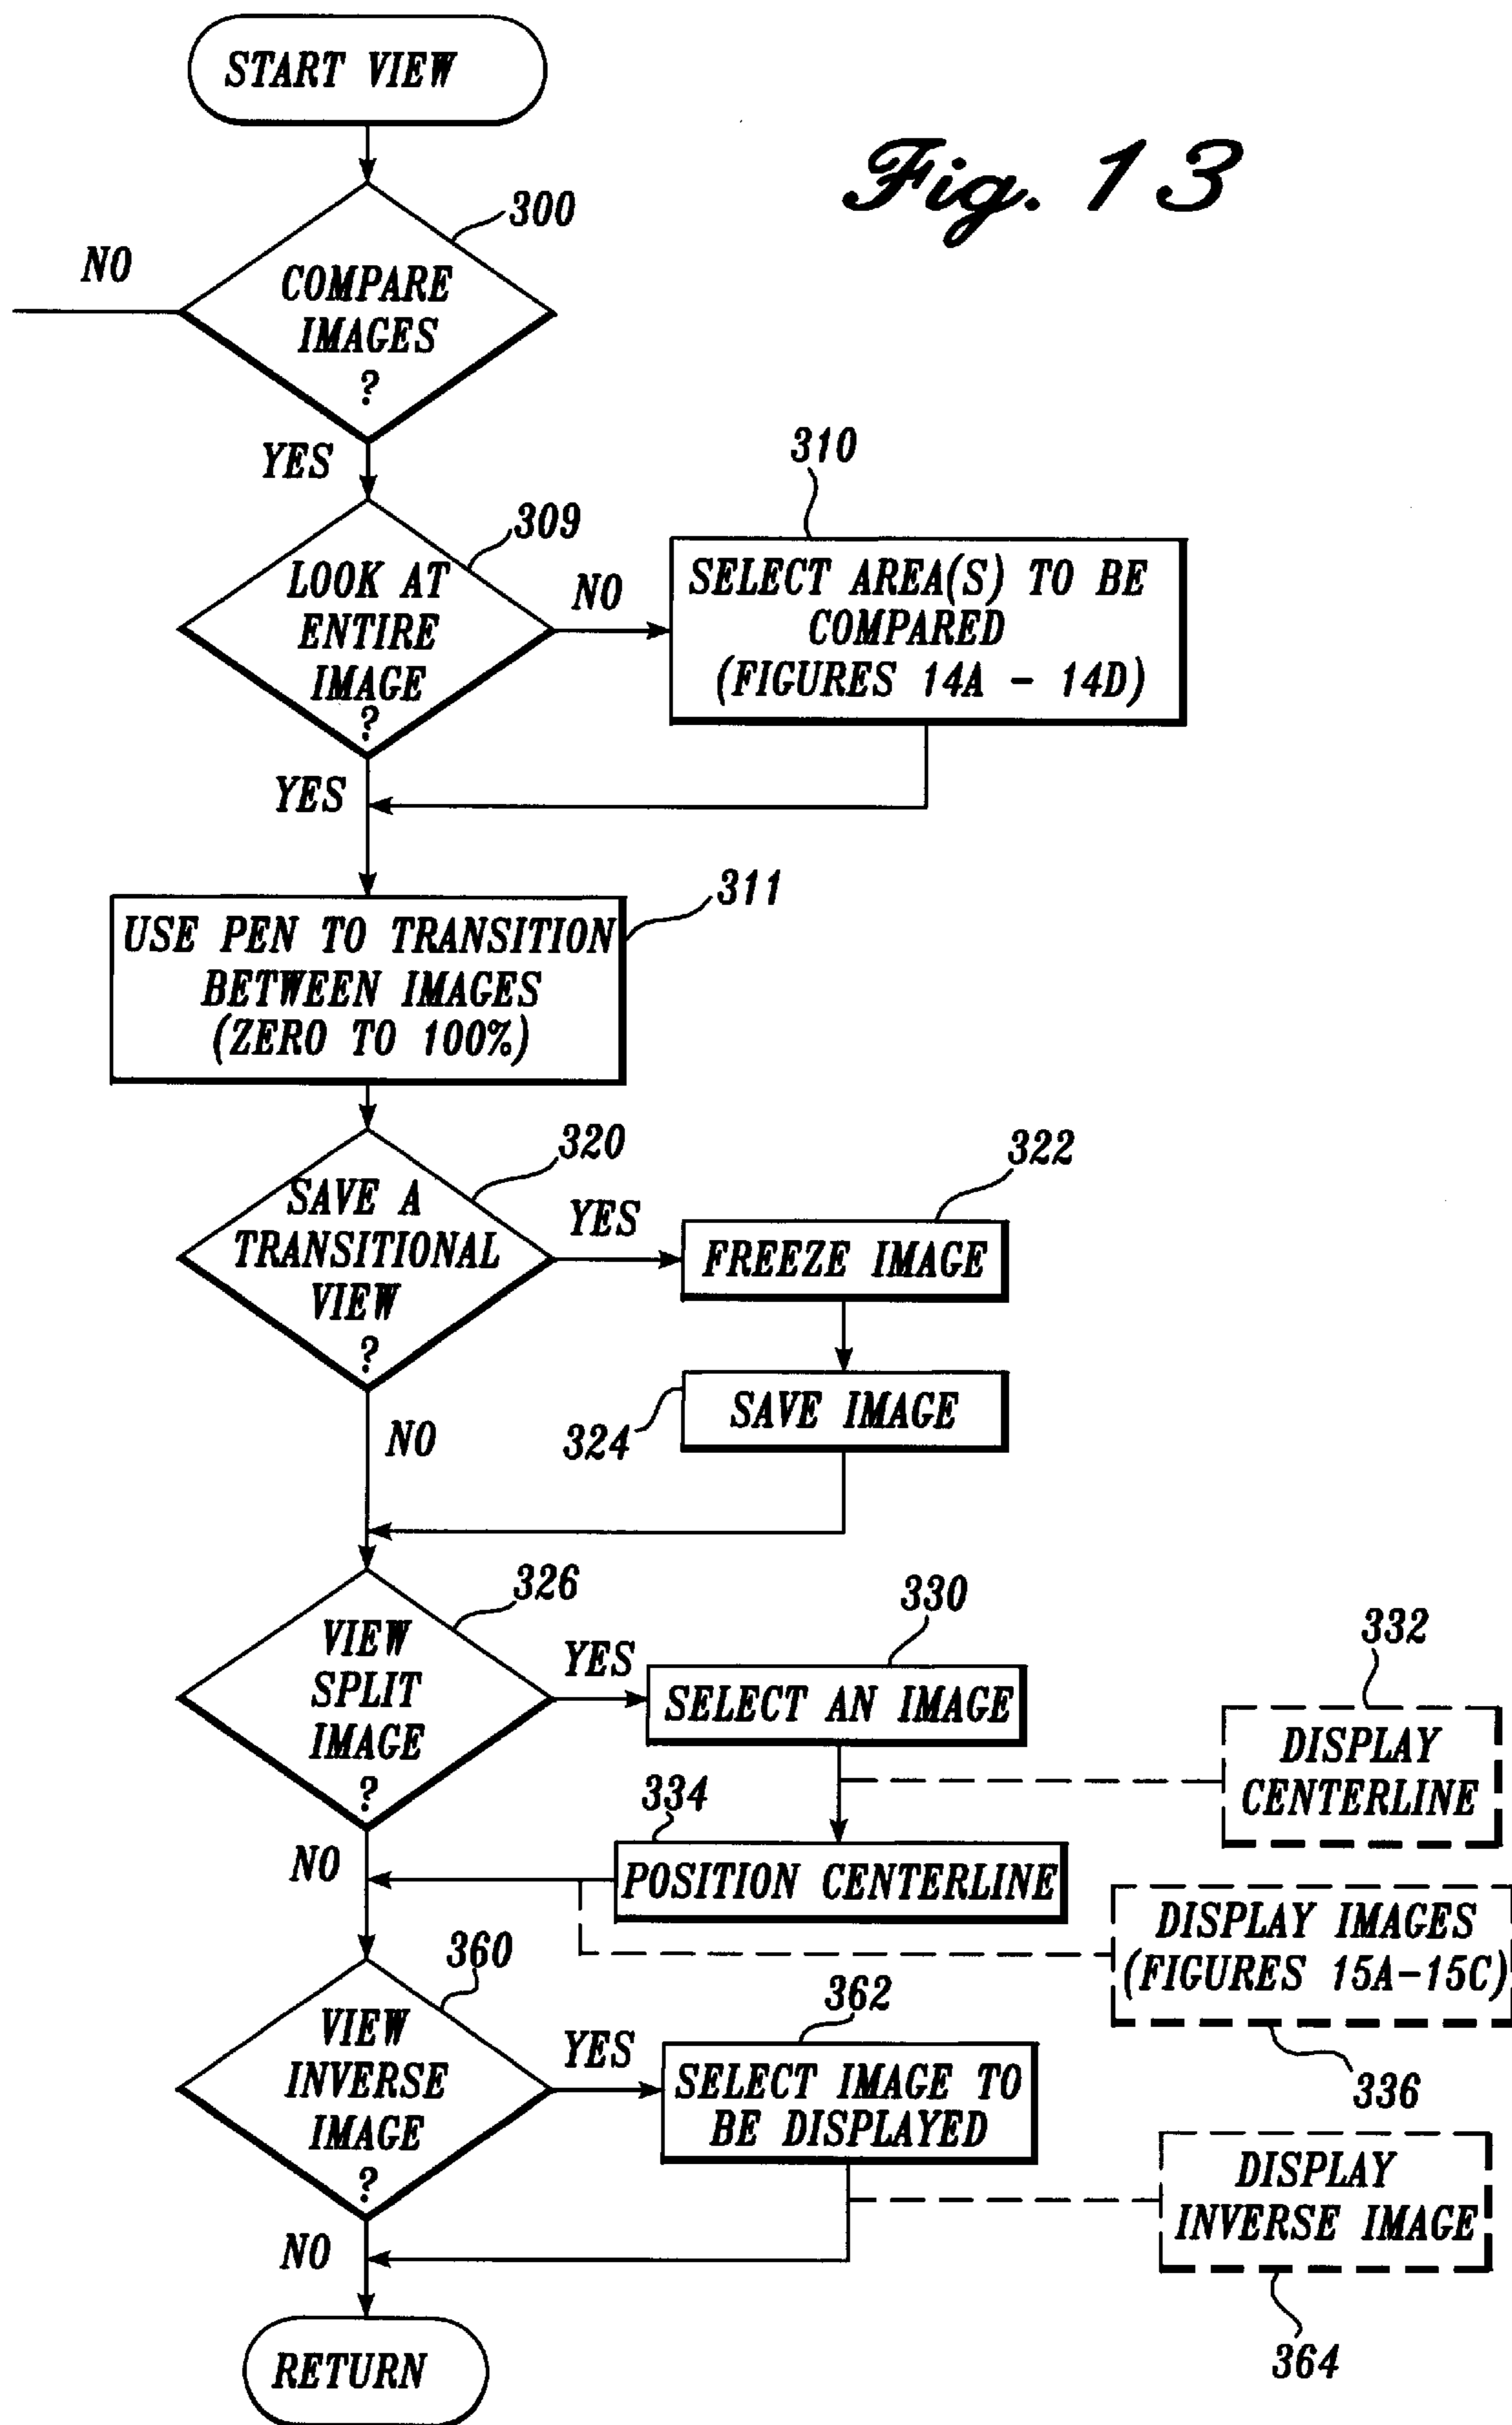 START VIEW
Fig. 13
300
NO
COMPARE
IMAGES
?
YES
310
309
LOOK AT
ENTIRE
IMAGE
?
NO
SELECT AREA(S) TO BE
COMPARED
(FIGURES 14A - 14D)
YES
311
USE PEN TO TRANSITION
BETWEEN IMAGES
(ZERO TO 100%)
320
322
SAVE A
TRANSITIONAL
VIEW
?
YES
FREEZE IMAGE
SAVE IMAGE
324
NO
326
330
332
VIEW
SPLIT
IMAGE
?
YES
SELECT AN IMAGE
DISPLAY
CENTERLINE
334
NO
POSITION CENTERLINE
DISPLAY IMAGES
(FIGURES 15A-15C)
336
360
362
VIEW
INVERSE
IMAGE
?
YES
SELECT IMAGE TO
BE DISPLAYED
DISPLAY
INVERSE IMAGE
364
NO
RETURN